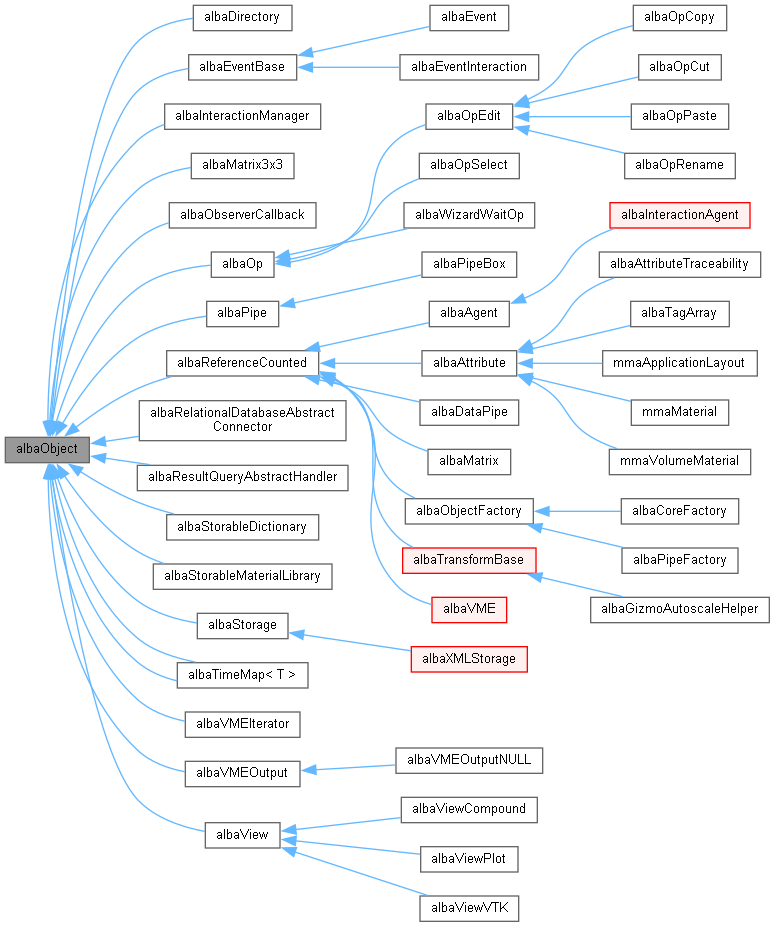 albaDirectory
albaEvent
albaOpCopy
albaEventBase
albaEventInteraction
albaOpCut
albaInteractionManager
albaOpEdit
albaOpPaste
albaMatrix3x3
albaOpSelect
albaOpRename
albaObserverCallback
albaWizardWaitOp
albaInteractionAgent
albaOp
albaPipeBox
albaAttributeTraceability
albaPipe
albaAgent
albaTagArray
albaReferenceCounted
albaAttribute
mmaApplicationLayout
albaRelationalDatabaseAbstract
Connector
albaDataPipe
mmaMaterial
albaObject
albaMatrix
mmaVolumeMaterial
albaResultQueryAbstractHandler
albaObjectFactory
albaCoreFactory
albaStorableDictionary
albaTransformBase
albaPipeFactory
albaStorableMaterialLibrary
albaVME
albaGizmoAutoscaleHelper
albaStorage
albaXMLStorage
albaTimeMap< T >
albaVMEIterator
albaVMEOutput
albaVMEOutputNULL
albaViewCompound
albaView
albaViewPlot
albaViewVTK